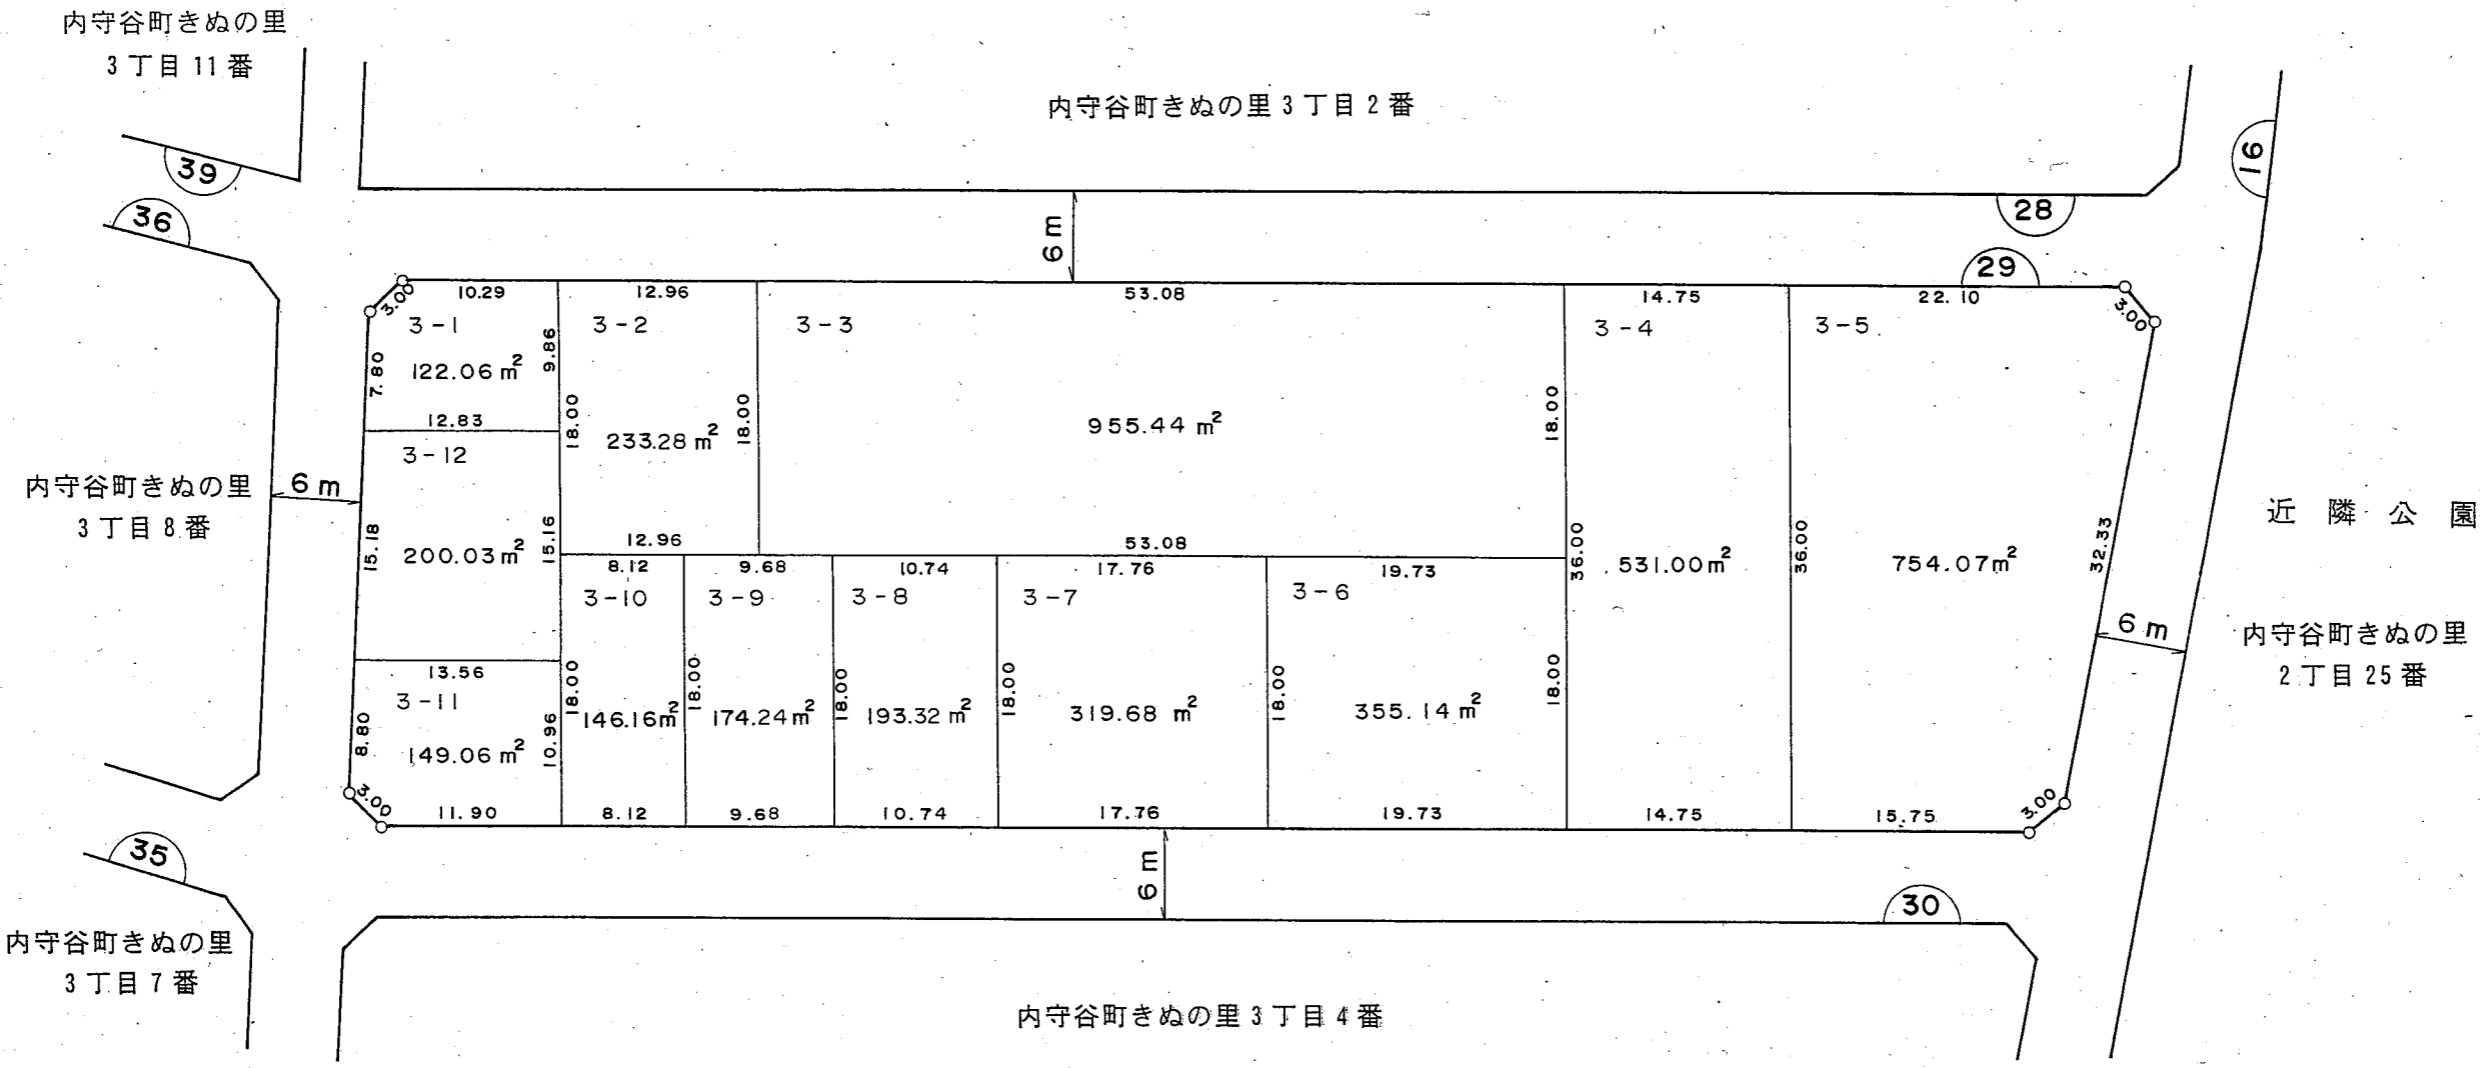 内守谷町きぬの里
3丁目11番
内守谷町きぬの里3丁目2番
39
36
16
28
29
6m
3.00
10.29
12.96
53.08
14.75
22.10
3.00
3-1
3-2
3-3
3-4
3-5
7.80
122.06m²
9.86
12.83
18.00
233.28m²
18.00
955.44m²
18.00
3-12
内守谷町きぬの里
3丁目8番
6m
15.18
200.03m²
15.16
12.96
53.08
36.00
531.00m²
36.00
754.07m²
32.33
近隣公園
8.12
9.68
10.74
17.76
19.73
3-10
3-9
3-8
3-7
3-6
6m
内守谷町きぬの里
2丁目25番
13.56
3-11
8.80
149.06m²
10.96
18.00
146.16m²
18.00
174.24m²
18.00
193.32m²
18.00
319.68m²
18.00
355.14m²
18.00
3.00
11.90
8.12
9.68
10.74
17.76
19.73
14.75
15.75
3.00
35
6m
30
内守谷町きぬの里
3丁目7番
内守谷町きぬの里3丁目4番